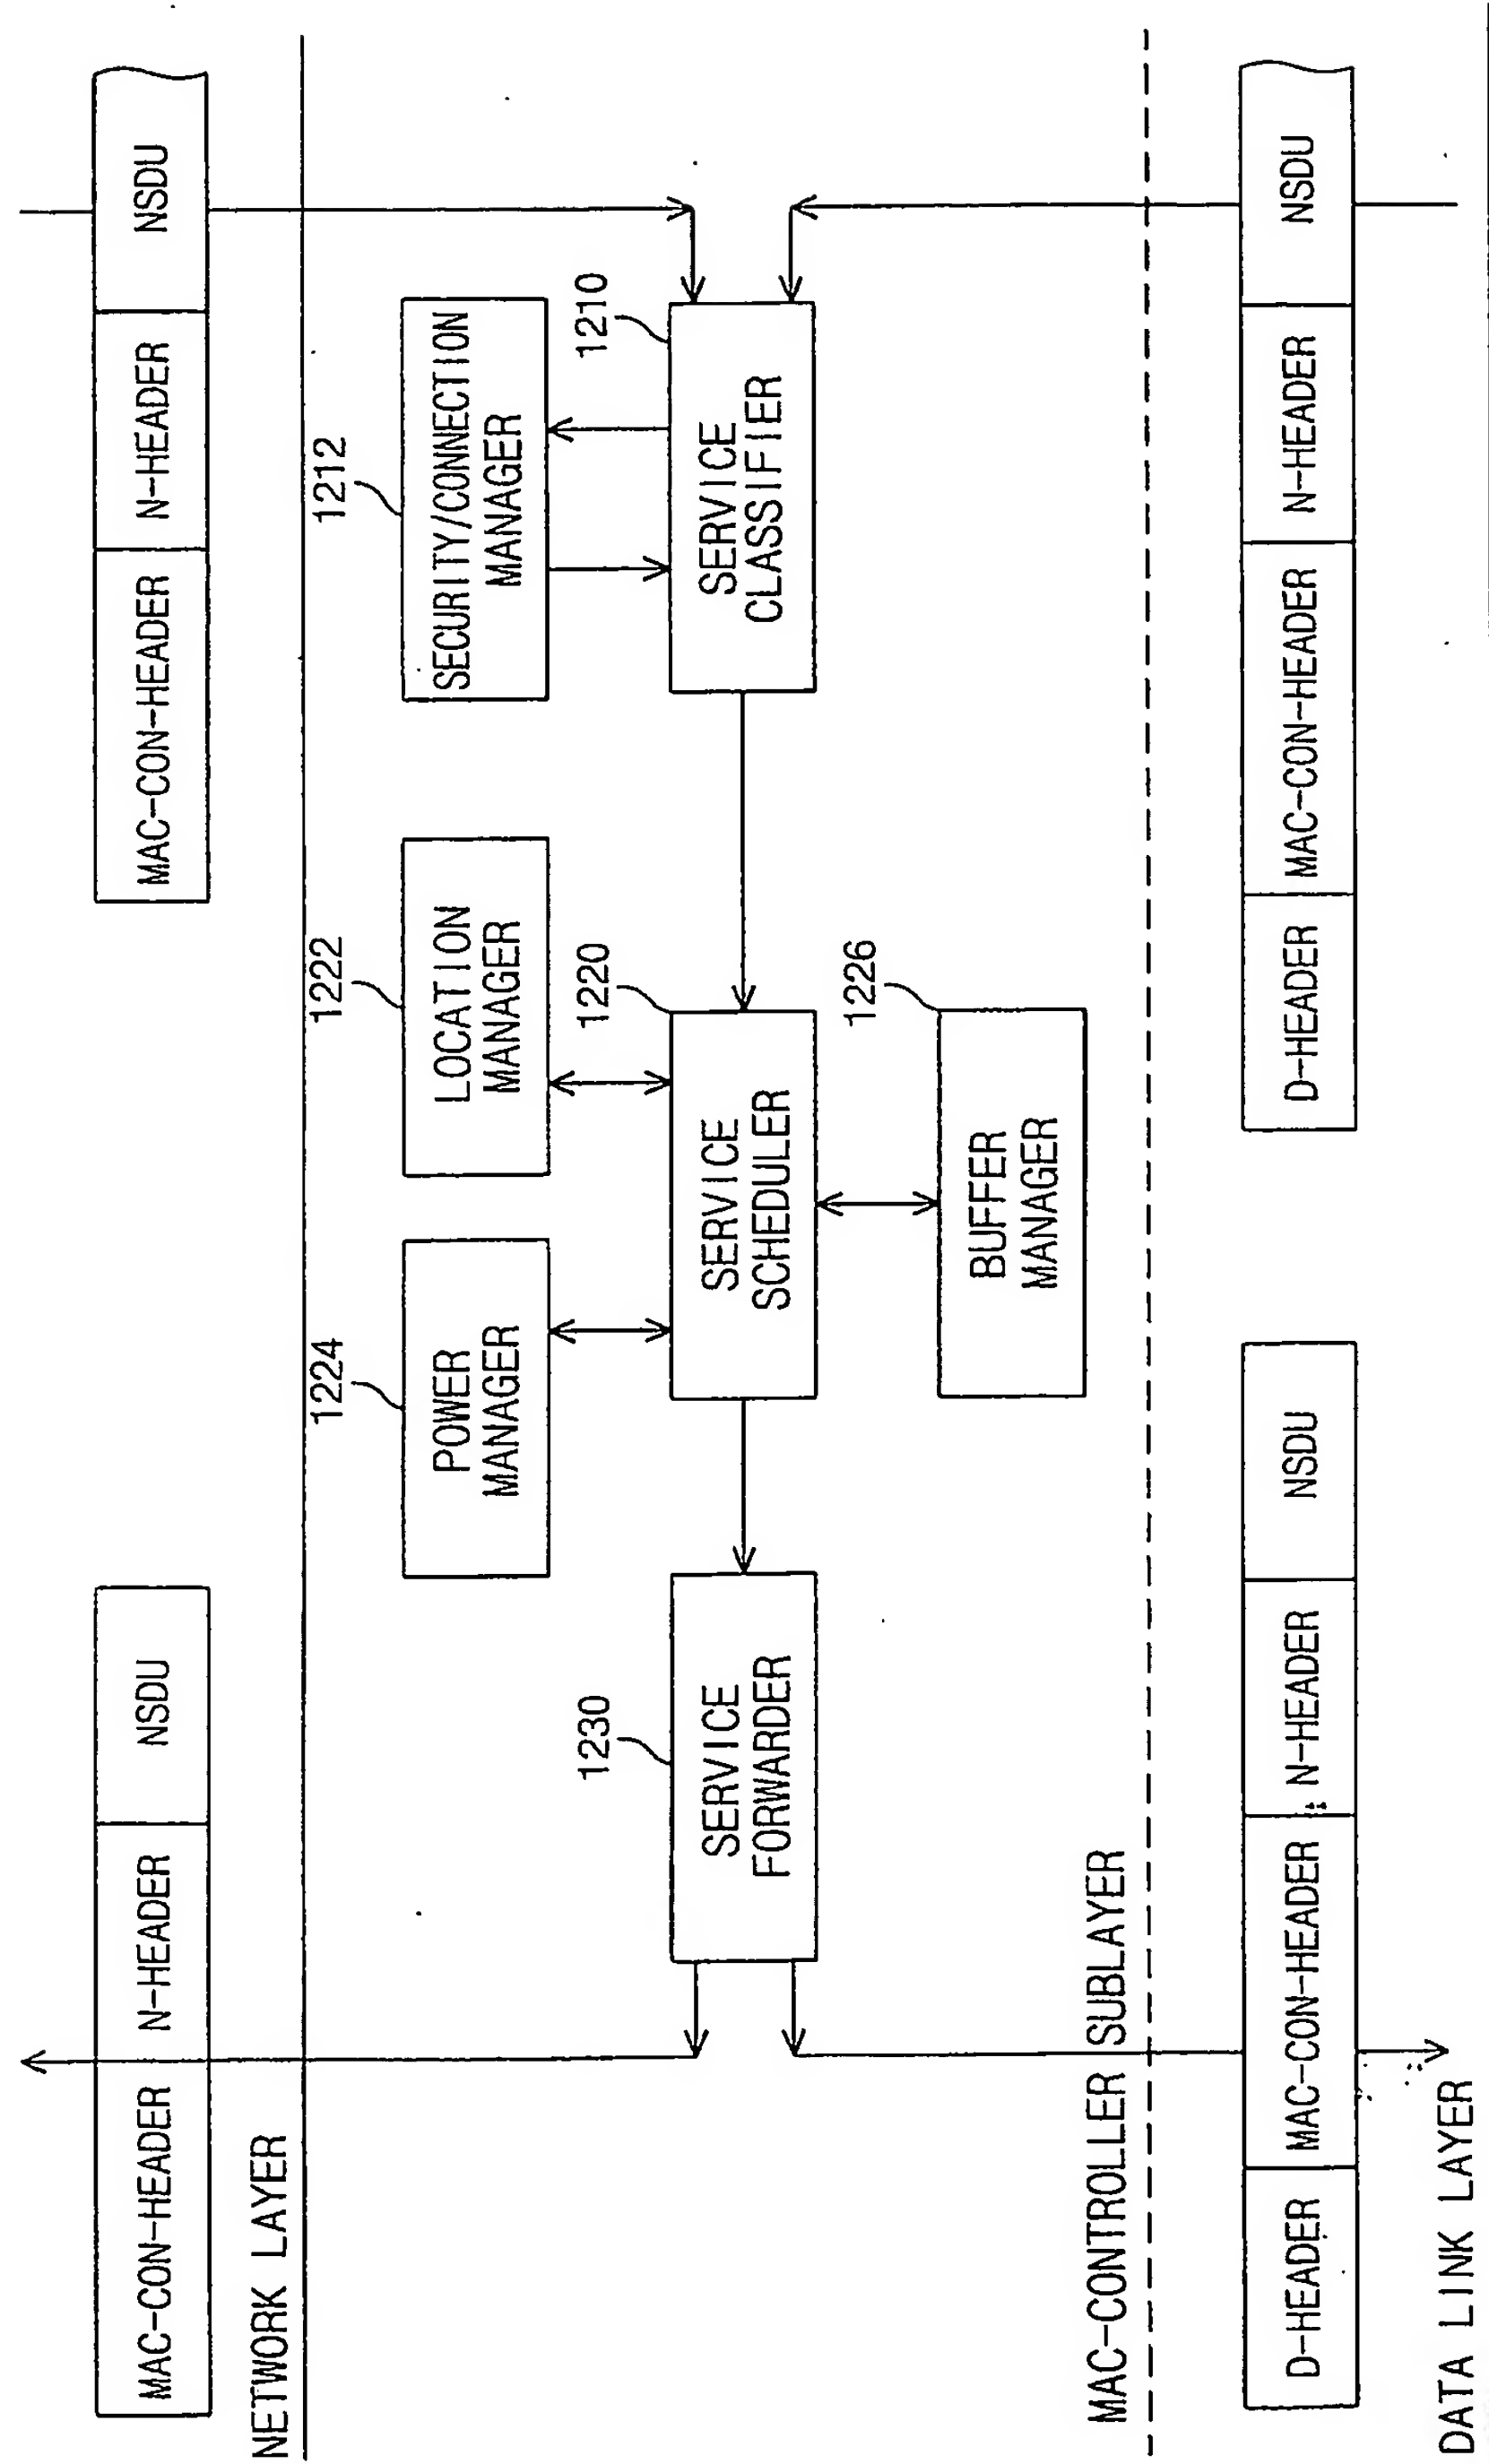 MAC-CON-HEADER N-HEADER NSDU
MAC-CON-HEADER N-HEADER NSDU
NETWORK LAYER
1224
1222
1212
POWER
MANAGER
LOCATION
MANAGER
SECURITY/CONNECTION
MANAGER
1230
1220
1210
SERVICE
FORWARDER
SERVICE
SCHEDULER
SERVICE
CLASSIFIER
1226
BUFFER
MANAGER
MAC-CONTROLLER SUBLAYER
D-HEADER MAC-CON-HEADER N-HEADER NSDU
D-HEADER MAC-CON-HEADER N-HEADER NSDU
DATA LINK LAYER